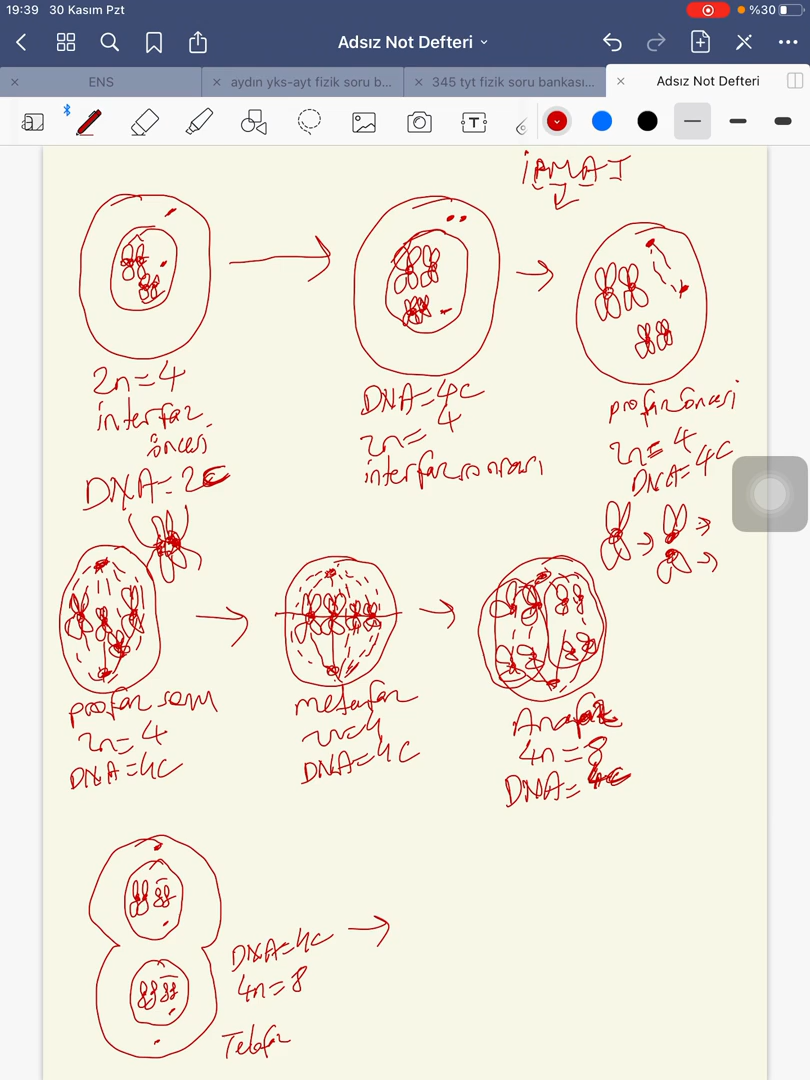 19:39 30 Kasım Pzt
%30
Adsız Not Defteri
ENS
aydın yks-ayt fizik soru b...
345 tyt fizik soru bankası...
Adsız Not Defteri
İPMAT
2n=4
interfaz
öncesi
DNA=2C
DNA=4C
2n=4
interfaz sonrası
profaz öncesi
2n=4
DNA=4C
profaz sonu
2n=4
DNA=4C
metafaz
2n=4
DNA=4C
Anafaz
4n=8
DNA=4C
DNA=4C
4n=8
Telofaz